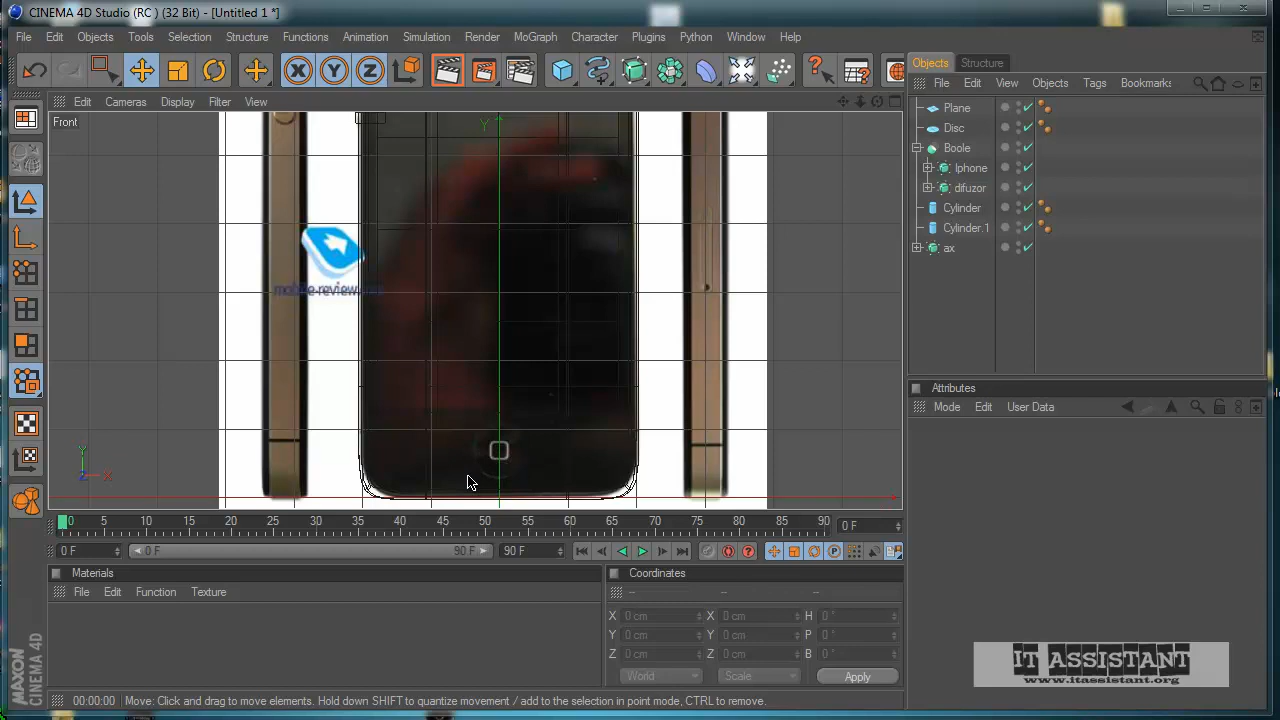 CINEMA 4D Studio (RC ) (32 Bit) - [Untitled 1 *]
File Edit Objects Tools Selection Structure Functions Animation Simulation Render MoGraph Character Plugins Python Window Help
Objects Structure
File Edit View Objects Tags Bookmarks
Edit Cameras Display Filter View
Front
Y
Plane
Disc
Boole
Iphone
difuzor
Cylinder
Cylinder.1
ax
mobile-review
Attributes
Mode Edit User Data
Y
Z X
0 5 10 15 20 25 30 35 40 45 50 55 60 65 70 75 80 85 90 0 F
0 F 0 F 90 F 90 F
Materials
File Edit Function Texture
Coordinates
-- -- --
X 0 cm X 0 cm H 0 °
Y 0 cm Y 0 cm P 0 °
Z 0 cm Z 0 cm B 0 °
World Scale Apply
MAXON
CINEMA 4D
IT ASSISTANT
www.itassistant.org
00:00:00 Move: Click and drag to move elements. Hold down SHIFT to quantize movement / add to the selection in point mode, CTRL to remove.